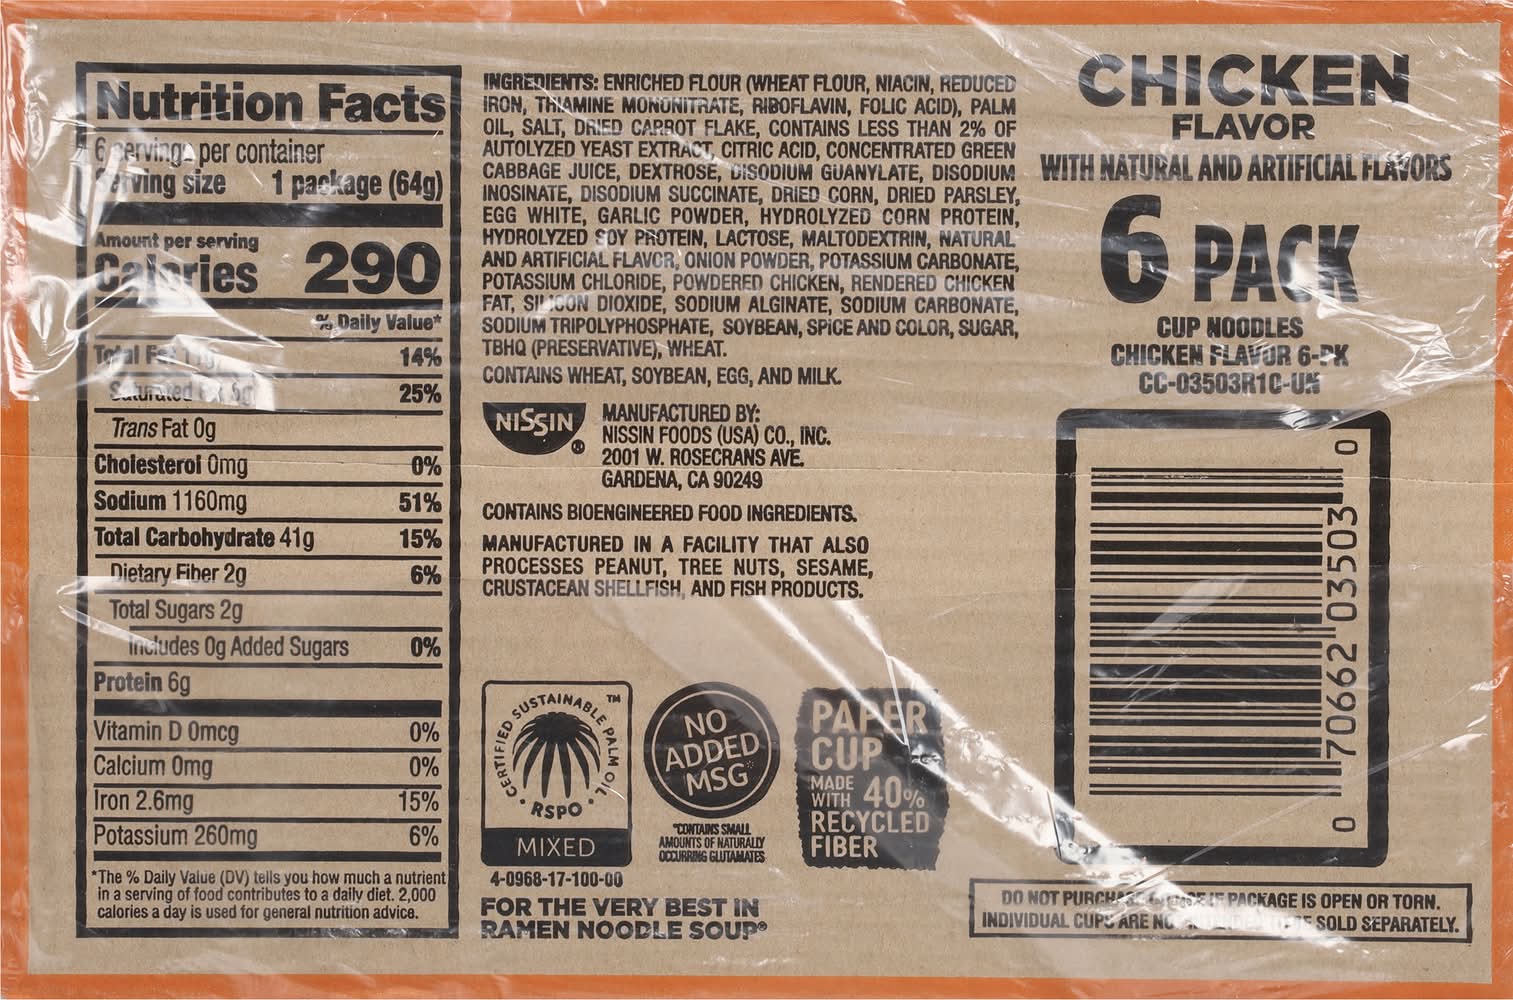 Nutrition Facts
6 servings per container
Serving size 1 package (64g)
Amount per serving
Calories 290
% Daily Value*
Total Fat 14%
Saturated 25%
Trans Fat 0g
Cholesterol 0mg 0%
Sodium 1160mg 51%
Total Carbohydrate 41g 15%
Dietary Fiber 2g 6%
Total Sugars 2g
Includes 0g Added Sugars 0%
Protein 6g
Vitamin D 0mcg 0%
Calcium 0mg 0%
Iron 2.6mg 15%
Potassium 260mg 6%
*The % Daily Value (DV) tells you how much a nutrient
in a serving of food contributes to a daily diet. 2,000
calories a day is used for general nutrition advice.
INGREDIENTS: ENRICHED FLOUR (WHEAT FLOUR, NIACIN, REDUCED
IRON, THIAMINE MONONITRATE, RIBOFLAVIN, FOLIC ACID), PALM
OIL, SALT, DRIED CARROT FLAKE, CONTAINS LESS THAN 2% OF
AUTOLYZED YEAST EXTRACT, CITRIC ACID, CONCENTRATED GREEN
CABBAGE JUICE, DEXTROSE, DISODIUM GUANYLATE, DISODIUM
INOSINATE, DISODIUM SUCCINATE, DRIED CORN, DRIED PARSLEY,
EGG WHITE, GARLIC POWDER, HYDROLYZED CORN PROTEIN,
HYDROLYZED SOY PROTEIN, LACTOSE, MALTODEXTRIN, NATURAL
AND ARTIFICIAL FLAVOR, ONION POWDER, POTASSIUM CARBONATE,
POTASSIUM CHLORIDE, POWDERED CHICKEN, RENDERED CHICKEN
FAT, SILICON DIOXIDE, SODIUM ALGINATE, SODIUM CARBONATE,
SODIUM TRIPOLYPHOSPHATE, SOYBEAN, SPICE AND COLOR, SUGAR,
TBHQ (PRESERVATIVE), WHEAT.
CONTAINS WHEAT, SOYBEAN, EGG, AND MILK.
NISSIN ®
MANUFACTURED BY:
NISSIN FOODS (USA) CO., INC.
2001 W. ROSECRANS AVE.
GARDENA, CA 90249
CONTAINS BIOENGINEERED FOOD INGREDIENTS.
MANUFACTURED IN A FACILITY THAT ALSO
PROCESSES PEANUT, TREE NUTS, SESAME,
CRUSTACEAN SHELLFISH, AND FISH PRODUCTS.
CERTIFIED SUSTAINABLE PALM OIL ™
RSPO
MIXED
4-0968-17-100-00
NO
ADDED
MSG*
*CONTAINS SMALL
AMOUNTS OF NATURALLY
OCCURRING GLUTAMATES
PAPER
CUP
MADE
WITH 40%
RECYCLED
FIBER
FOR THE VERY BEST IN
RAMEN NOODLE SOUP®
CHICKEN
FLAVOR
WITH NATURAL AND ARTIFICIAL FLAVORS
6 PACK
CUP NOODLES
CHICKEN FLAVOR 6-PK
CC-03503R10-UN
0 70662 03503 0
DO NOT PURCHASE IF PACKAGE IS OPEN OR TORN.
INDIVIDUAL CUPS ARE SOLD SEPARATELY.